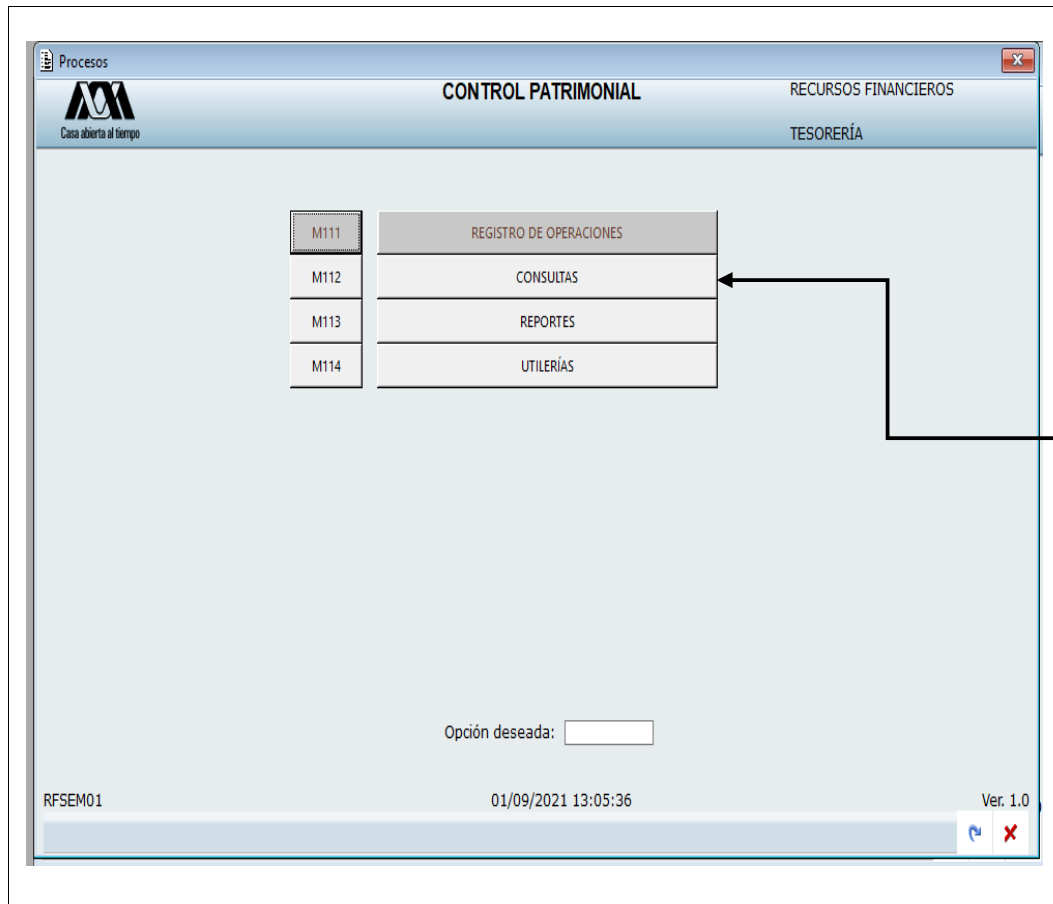 Procesos
CONTROL PATRIMONIAL
RECURSOS FINANCIEROS
Casa abierta al tiempo
TESORERÍA
M111 REGISTRO DE OPERACIONES
M112 CONSULTAS
M113 REPORTES
M114 UTILERÍAS
Opción deseada:
RFSEM01 01/09/2021 13:05:36 Ver. 1.0